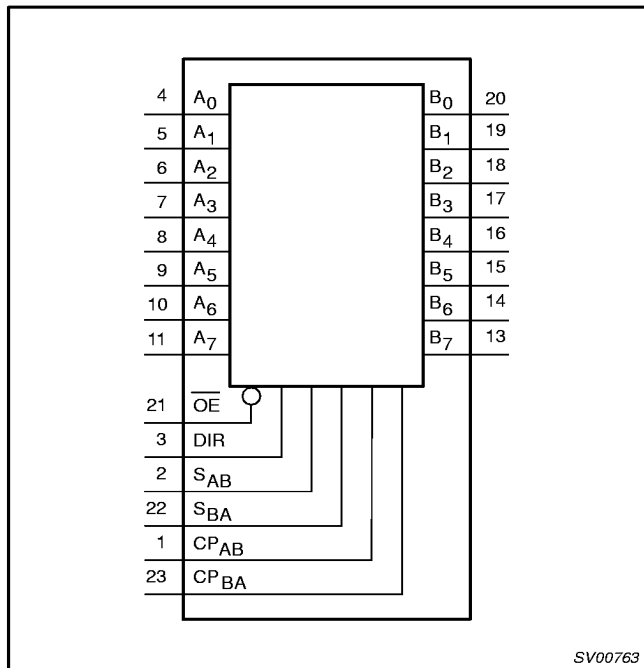 4 A0 B0 20
5 A1 B1 19
6 A2 B2 18
7 A3 B3 17
8 A4 B4 16
9 A5 B5 15
10 A6 B6 14
11 A7 B7 13
21 O̅E̅
3 DIR
2 SAB
22 SBA
1 CPAB
23 CPBA
SV00763